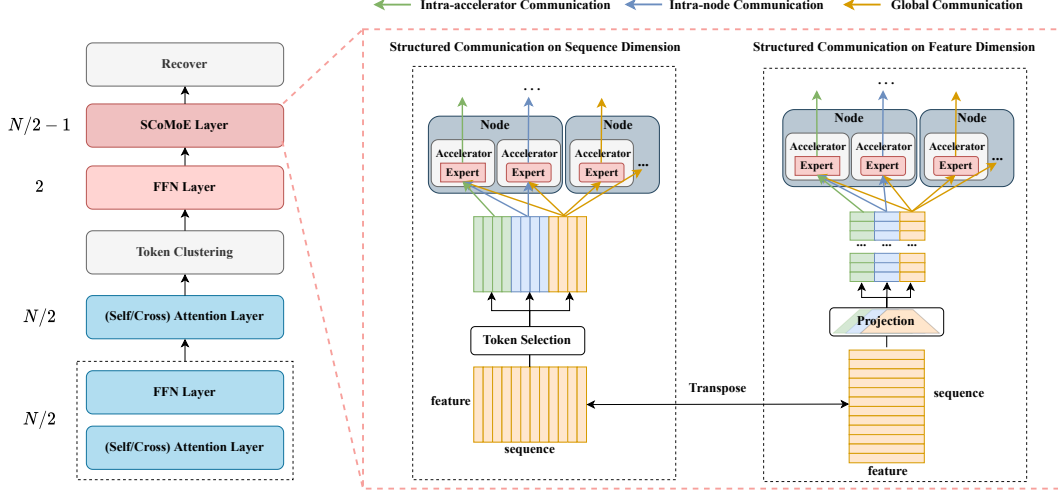 Intra-accelerator Communication
Intra-node Communication
Global Communication
Recover
N/2 − 1
SCoMoE Layer
2
FFN Layer
Token Clustering
N/2
(Self/Cross) Attention Layer
N/2
FFN Layer
(Self/Cross) Attention Layer
Structured Communication on Sequence Dimension
...
Node
Node
Accelerator
Accelerator
Accelerator
Expert
Expert
Expert
...
Token Selection
feature
sequence
Transpose
Structured Communication on Feature Dimension
...
Node
Node
Accelerator
Accelerator
Accelerator
Expert
Expert
Expert
...
... ... ...
Projection
sequence
feature